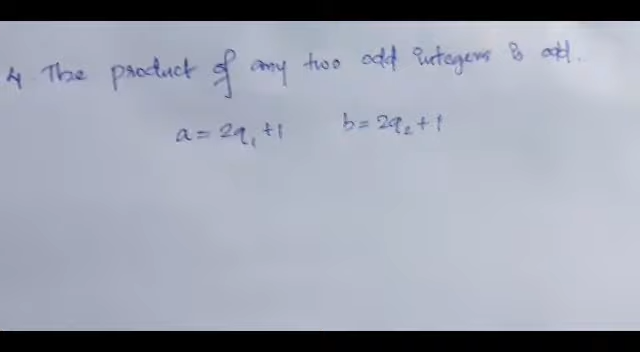 4 The product of any two odd integers is odd.
a = 2q₁ + 1 b = 2q₂ + 1